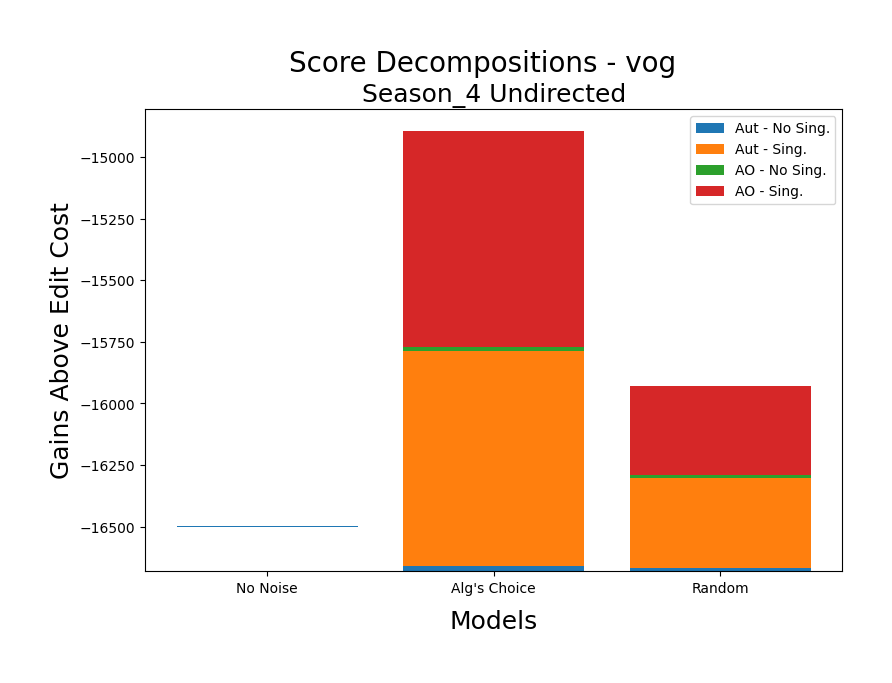 Score Decompositions - vog
Season_4 Undirected
Gains Above Edit Cost
−15000
−15250
−15500
−15750
−16000
−16250
−16500
Aut - No Sing.
Aut - Sing.
AO - No Sing.
AO - Sing.
No Noise
Alg's Choice
Random
Models